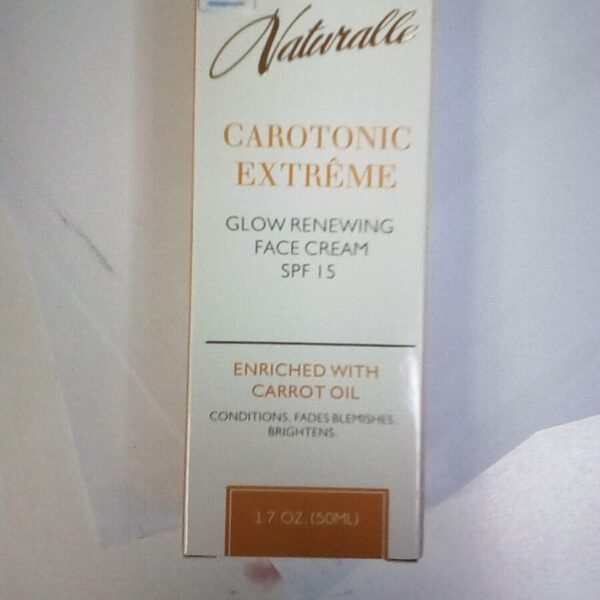 Naturalle
CAROTONIC
EXTRÊME
GLOW RENEWING
FACE CREAM
SPF 15
ENRICHED WITH
CARROT OIL
CONDITIONS. FADES BLEMISHES.
BRIGHTENS.
1.7 OZ. (50ML)